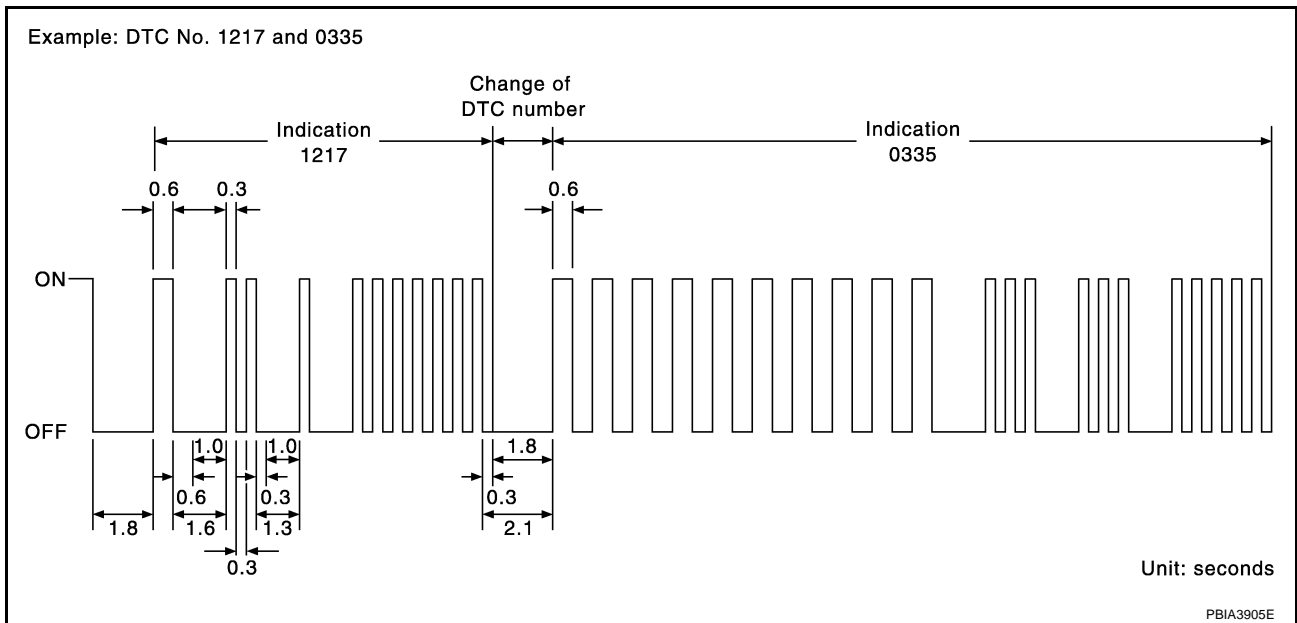 Example: DTC No. 1217 and 0335
Change of
DTC number
Indication
1217
Indication
0335
0.6
0.3
0.6
ON
OFF
1.0
1.0
1.8
0.6
0.3
0.3
1.8
1.6
1.3
2.1
0.3
Unit: seconds
PBIA3905E